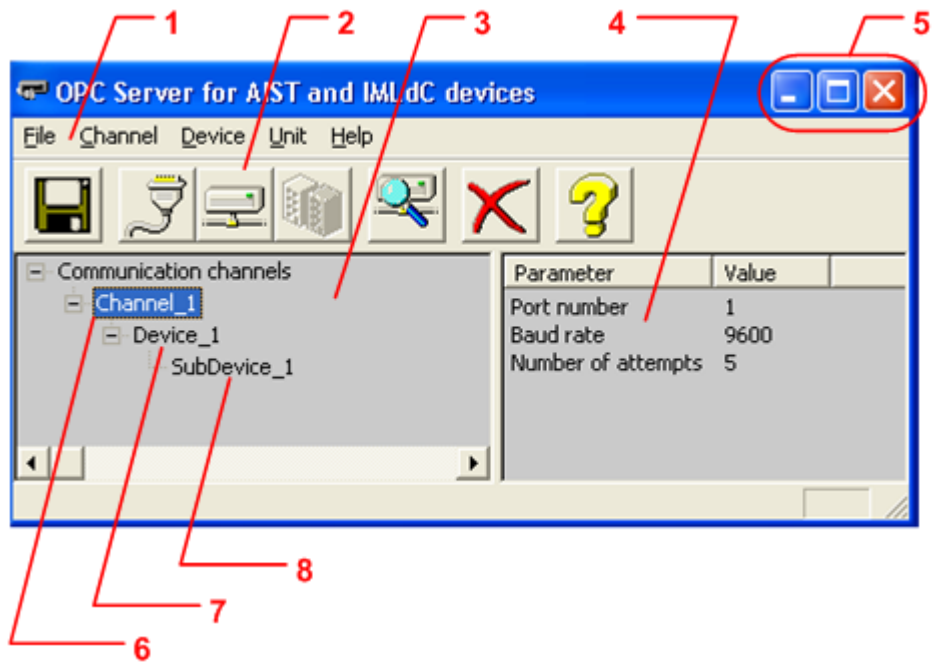 1 2 3 4 5
OPC Server for AIST and IMLdC devices
File Channel Device Unit Help
Communication channels
Channel_1
Device_1
SubDevice_1
Parameter Value
Port number 1
Baud rate 9600
Number of attempts 5
8
7
6